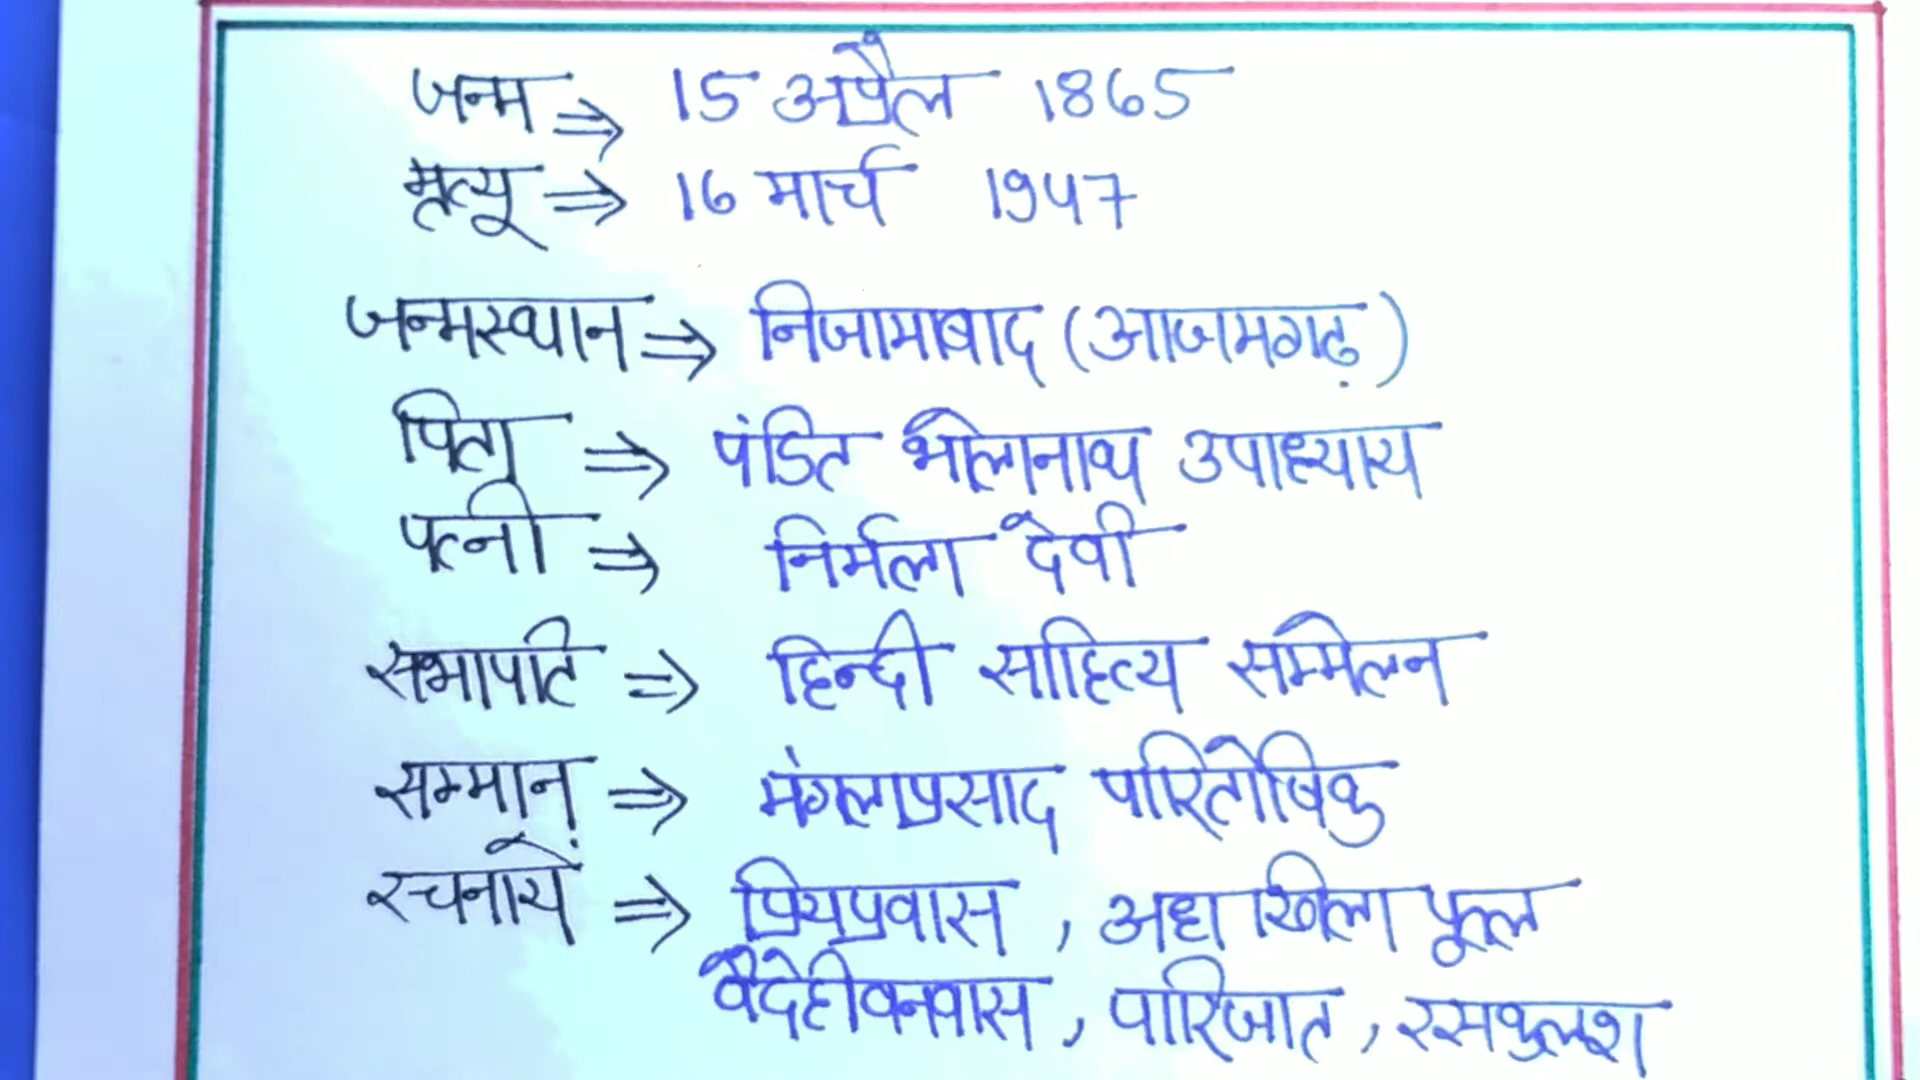 जन्म ⇒ 15 अप्रैल 1865
मृत्यू ⇒ 16 मार्च 1947
जन्मस्थान ⇒ निजामाबाद (आजमगढ़)
पिता ⇒ पंडित भोलानाथ उपाध्याय
पत्नी ⇒ निर्मला देवी
सभापति ⇒ हिन्दी साहित्य सम्मेलन
सम्मान ⇒ मंगलाप्रसाद पारितोषिक
रचनायें ⇒ प्रियप्रवास , अध खिला फूल
वैदेही वनवास , पारिजात , रसकलश